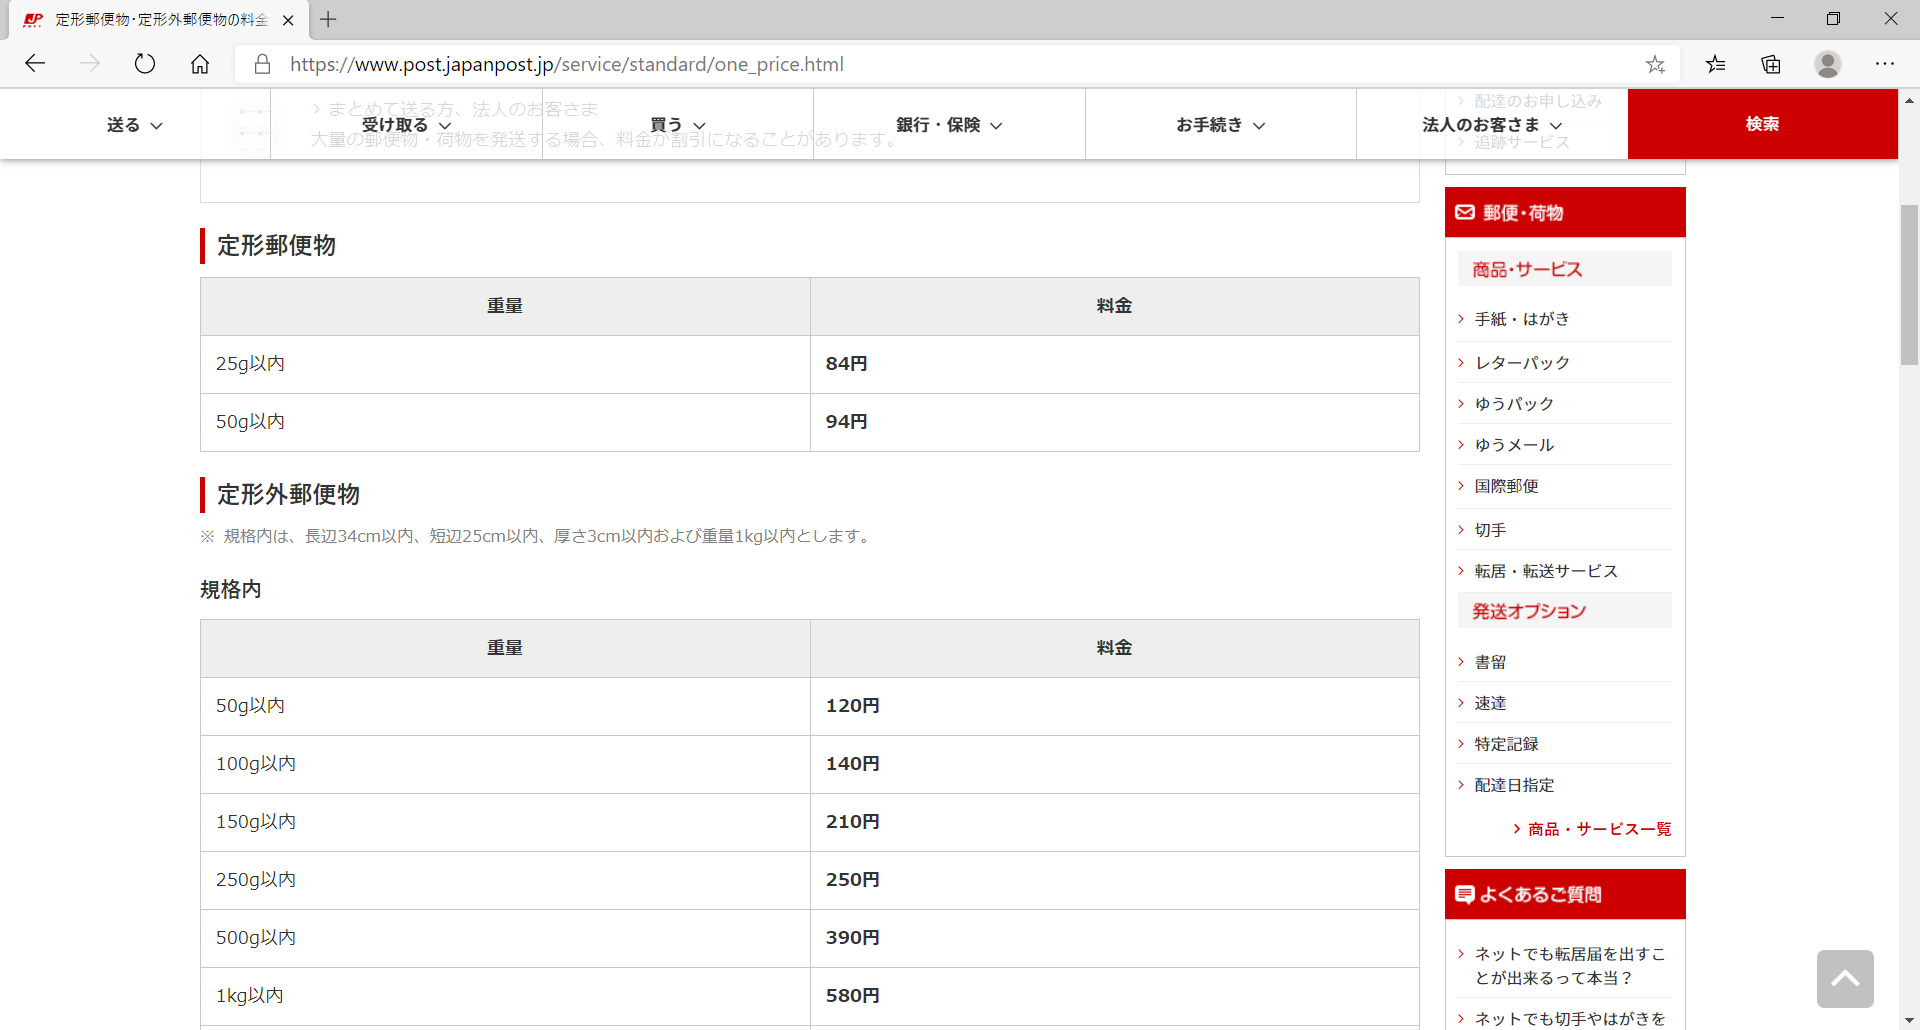 定形郵便物・定形外郵便物の料金
https://www.post.japanpost.jp/service/standard/one_price.html
まとめて送る方、法人のお客さま
大量の郵便物・荷物を発送する場合、料金が割引になることがあります。
送る
受け取る
買う
銀行・保険
お手続き
法人のお客さま
検索
配達のお申し込み
追跡サービス
定形郵便物
重量 料金
25g以内 84円
50g以内 94円
定形外郵便物
※ 規格内は、長辺34cm以内、短辺25cm以内、厚さ3cm以内および重量1kg以内とします。
規格内
重量 料金
50g以内 120円
100g以内 140円
150g以内 210円
250g以内 250円
500g以内 390円
1kg以内 580円
郵便・荷物
商品・サービス
手紙・はがき
レターパック
ゆうパック
ゆうメール
国際郵便
切手
転居・転送サービス
発送オプション
書留
速達
特定記録
配達日指定
商品・サービス一覧
よくあるご質問
ネットでも転居届を出すこ
とが出来るって本当？
ネットでも切手やはがきを